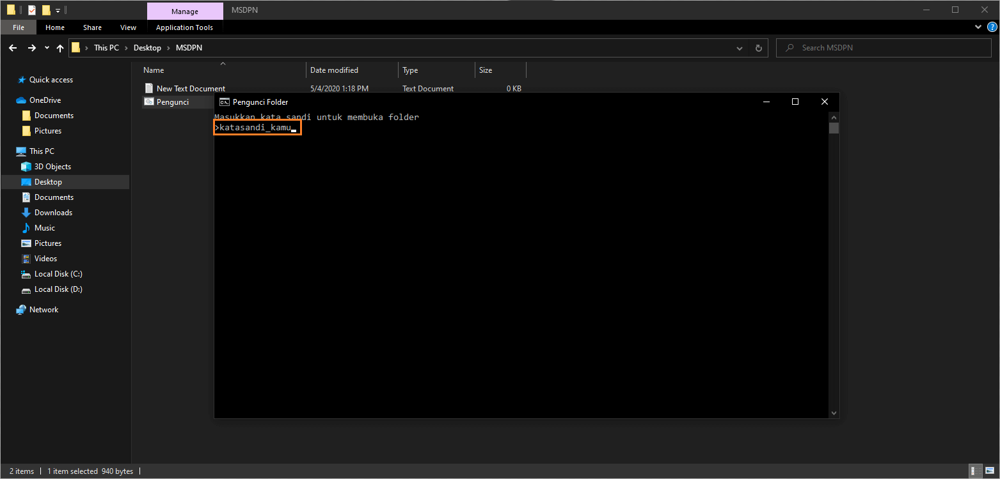 Manage MSDPN
File Home Share View Application Tools
This PC Desktop MSDPN Search MSDPN
Name Date modified Type Size
New Text Document 5/4/2020 1:18 PM Text Document 0 KB
Pengunci
Pengunci Folder
Masukkan kata sandi untuk membuka folder
>katasandi_kamu
Quick access
OneDrive
Documents
Pictures
This PC
3D Objects
Desktop
Documents
Downloads
Music
Pictures
Videos
Local Disk (C:)
Local Disk (D:)
Network
2 items 1 item selected 940 bytes